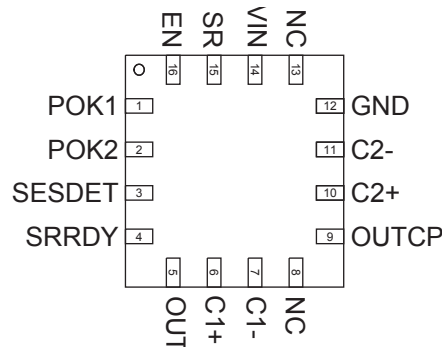 EN SR VIN NC
16 15 14 13
POK1 1 12 GND
POK2 2 11 C2-
SESDET 3 10 C2+
SRRDY 4 9 OUTCP
5 6 7 8
OUT C1+ C1- NC